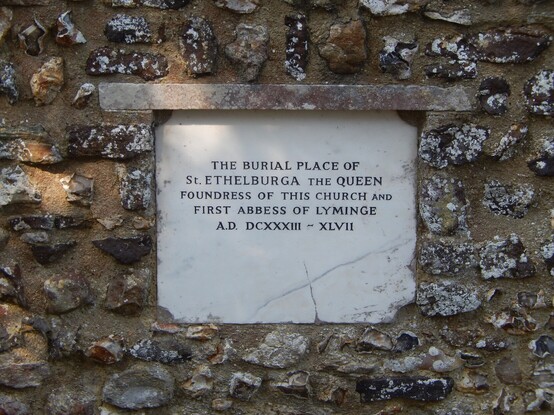 THE BURIAL PLACE OF
St. ETHELBURGA THE QUEEN
FOUNDRESS OF THIS CHURCH AND
FIRST ABBESS OF LYMINGE
A.D. DCXXXIII ~ XLVII